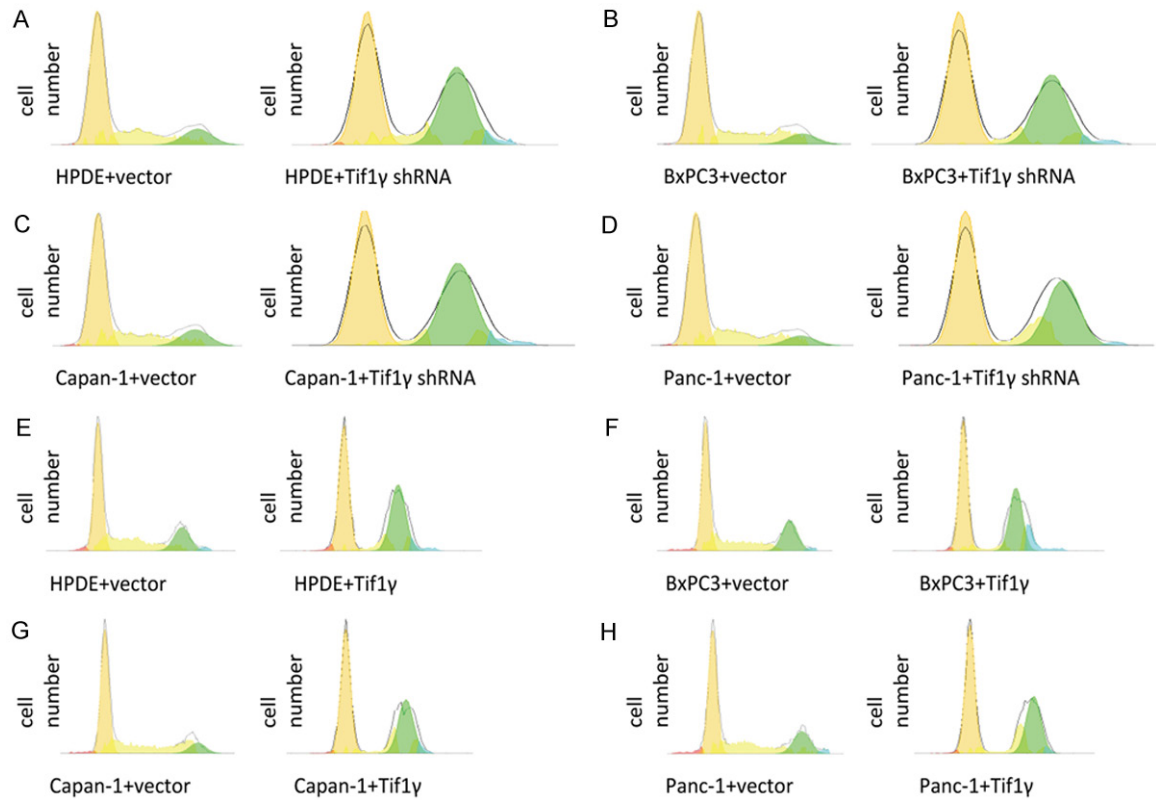 A
cell
number
HPDE+vector
cell
number
HPDE+Tif1γ shRNA
B
cell
number
BxPC3+vector
cell
number
BxPC3+Tif1γ shRNA
C
cell
number
Capan-1+vector
cell
number
Capan-1+Tif1γ shRNA
D
cell
number
Panc-1+vector
cell
number
Panc-1+Tif1γ shRNA
E
cell
number
HPDE+vector
cell
number
HPDE+Tif1γ
F
cell
number
BxPC3+vector
cell
number
BxPC3+Tif1γ
G
cell
number
Capan-1+vector
cell
number
Capan-1+Tif1γ
H
cell
number
Panc-1+vector
cell
number
Panc-1+Tif1γ